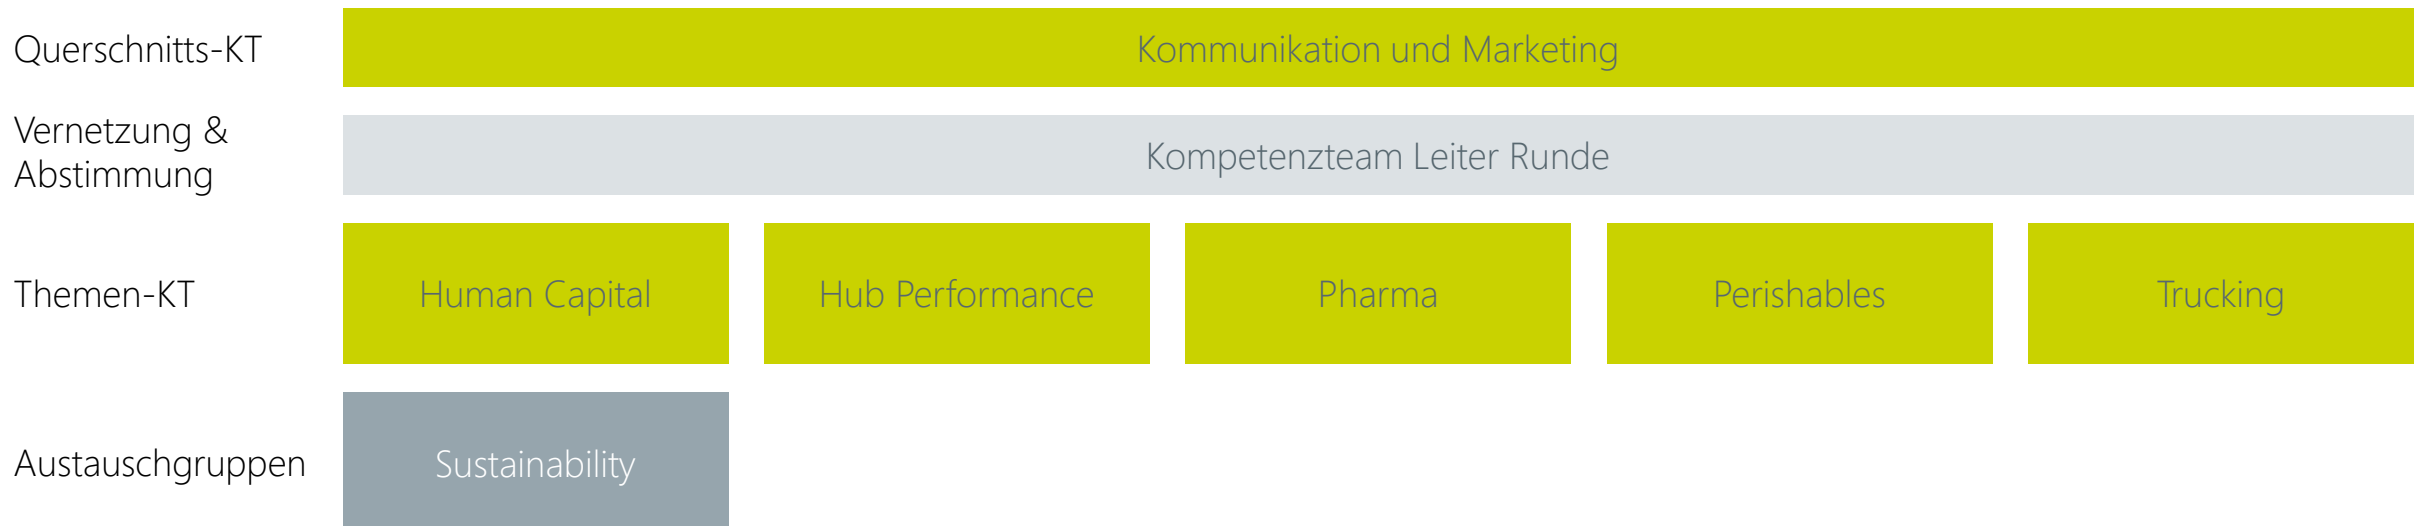 Querschnitts-KT
Kommunikation und Marketing
Vernetzung &
Abstimmung
Kompetenzteam Leiter Runde
Themen-KT
Human Capital
Hub Performance
Pharma
Perishables
Trucking
Austauschgruppen
Sustainability